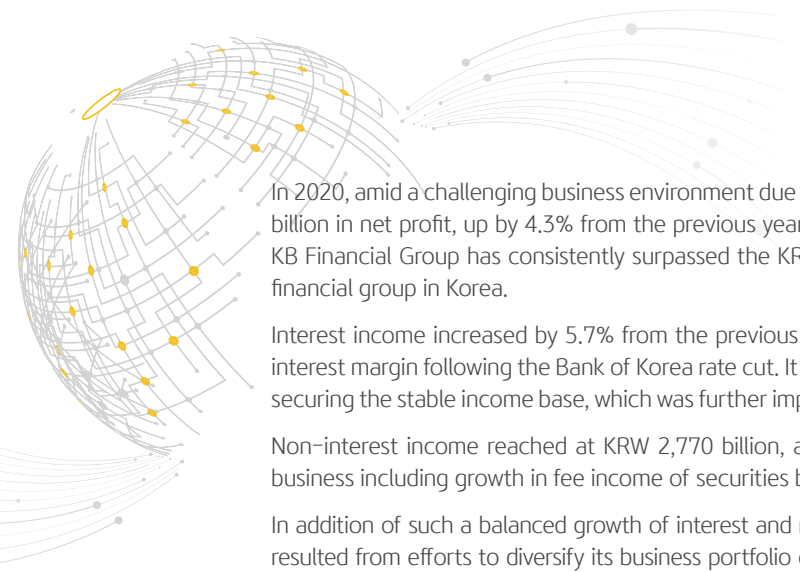 In 2020, amid a challenging business environment due
billion in net profit, up by 4.3% from the previous year
KB Financial Group has consistently surpassed the KR
financial group in Korea.
Interest income increased by 5.7% from the previous
interest margin following the Bank of Korea rate cut. It
securing the stable income base, which was further imp
Non-interest income reached at KRW 2,770 billion, a
business including growth in fee income of securities b
In addition of such a balanced growth of interest and
resulted from efforts to diversify its business portfolio